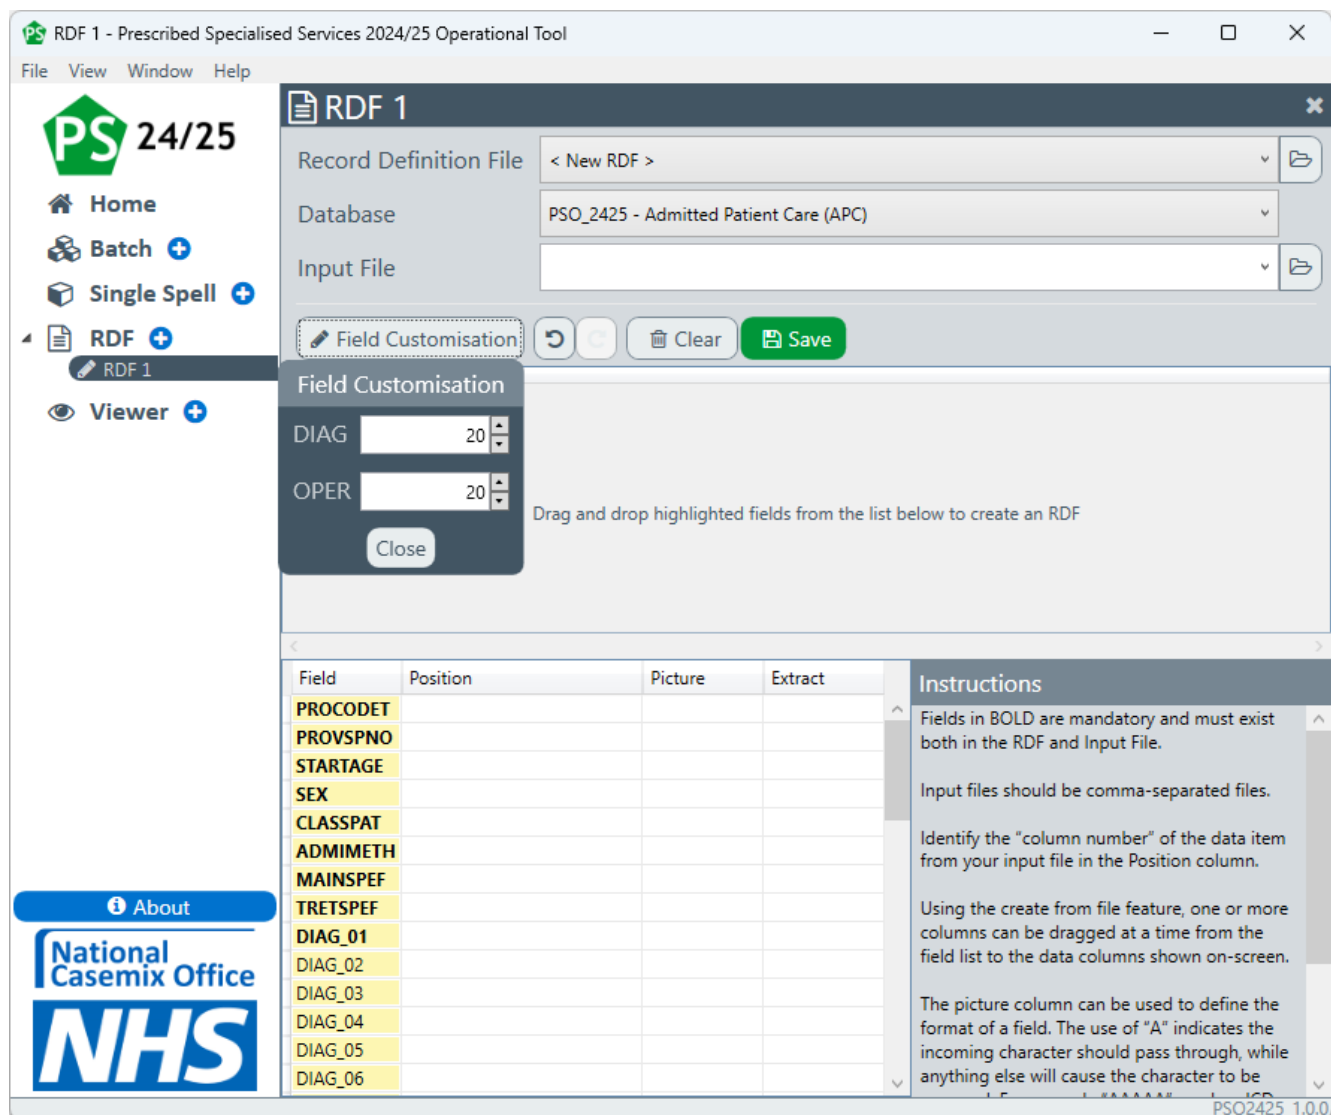 RDF 1 - Prescribed Specialised Services 2024/25 Operational Tool
File View Window Help
PS 24/25
Home
Batch
Single Spell
RDF
RDF 1
Viewer
About
National
Casemix Office
NHS
RDF 1
Record Definition File < New RDF >
Database PSO_2425 - Admitted Patient Care (APC)
Input File
Field Customisation Clear Save
Field Customisation
DIAG 20
OPER 20
Close
Drag and drop highlighted fields from the list below to create an RDF
Field Position Picture Extract
PROCODET
PROVSPNO
STARTAGE
SEX
CLASSPAT
ADMIMETH
MAINSPEF
TRETSPEF
DIAG_01
DIAG_02
DIAG_03
DIAG_04
DIAG_05
DIAG_06
Instructions
Fields in BOLD are mandatory and must exist
both in the RDF and Input File.
Input files should be comma-separated files.
Identify the “column number” of the data item
from your input file in the Position column.
Using the create from file feature, one or more
columns can be dragged at a time from the
field list to the data columns shown on-screen.
The picture column can be used to define the
format of a field. The use of “A” indicates the
incoming character should pass through, while
anything else will cause the character to be
PSO2425 1.0.0